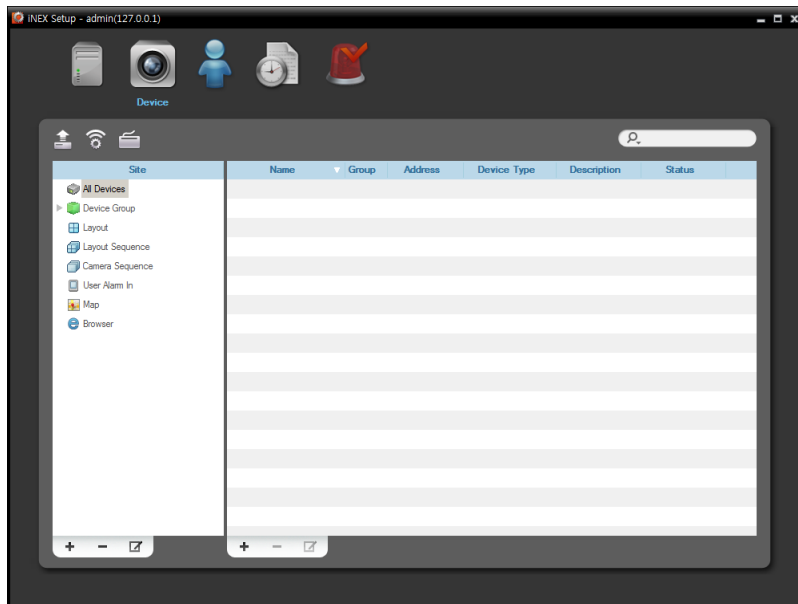 INEX Setup - admin(127.0.0.1)
Device
Site
Name Group Address Device Type Description Status
All Devices
Device Group
Layout
Layout Sequence
Camera Sequence
User Alarm In
Map
Browser